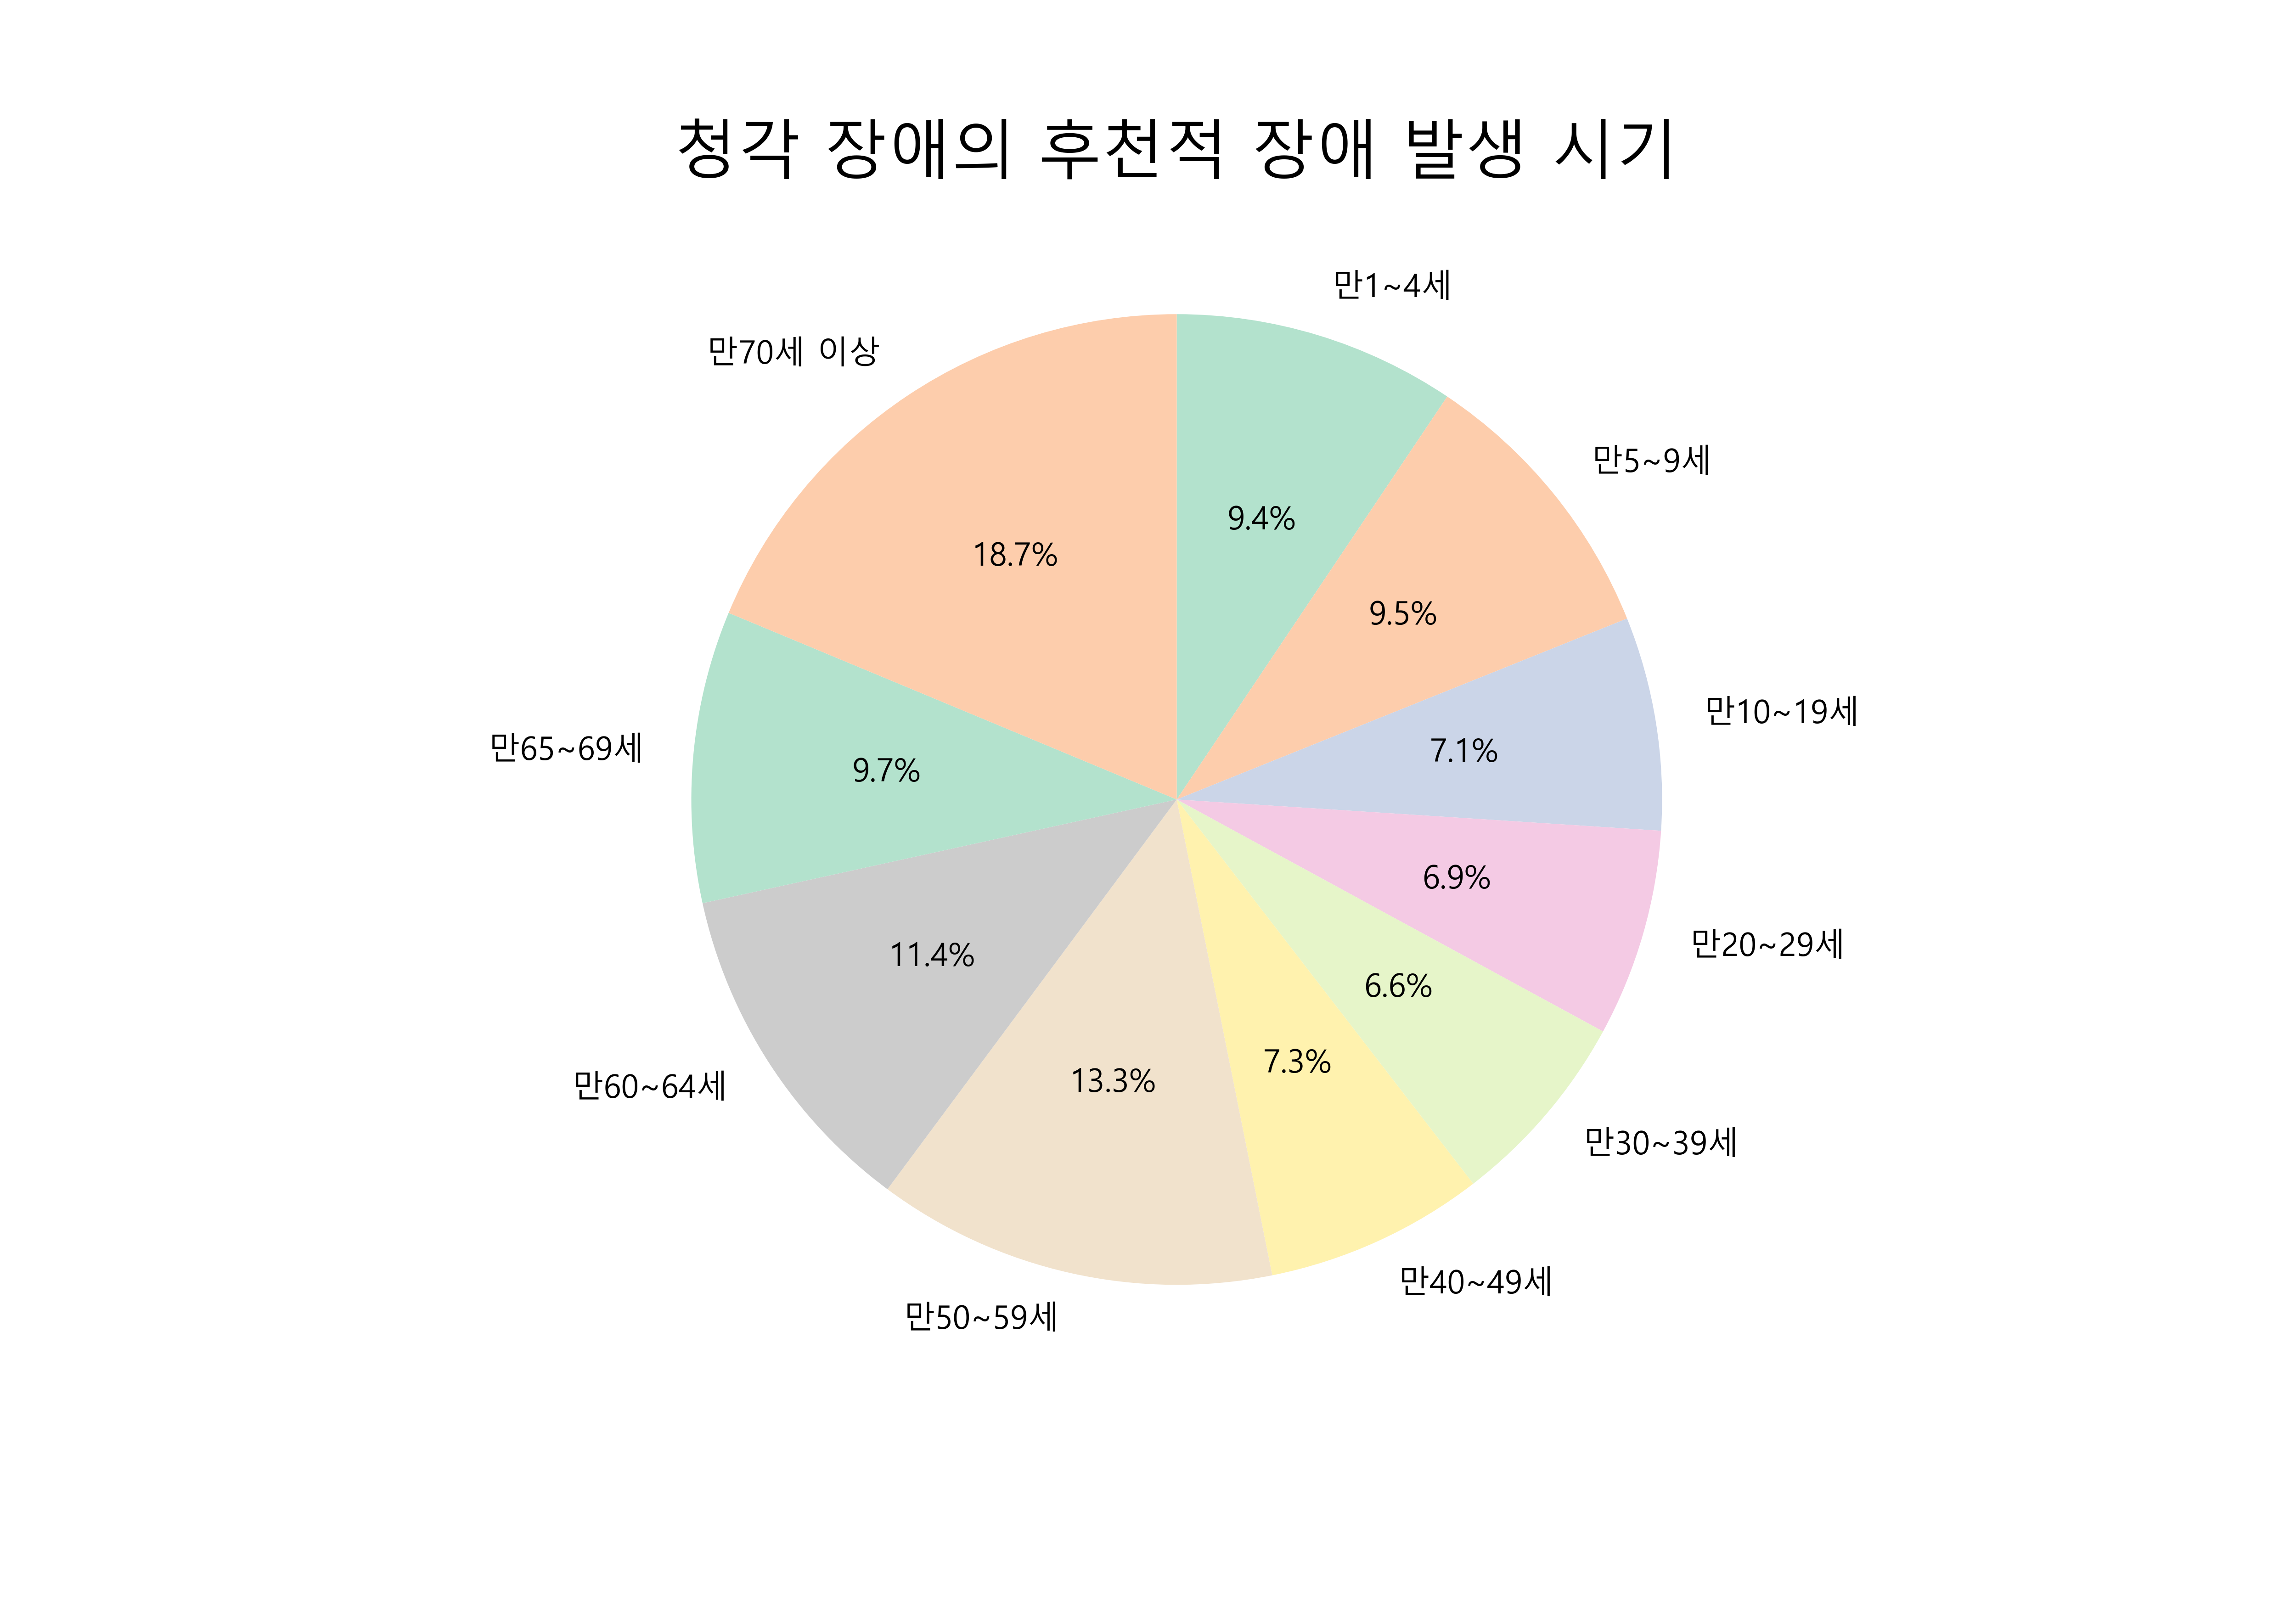 청각 장애의 후천적 장애 발생 시기
만1~4세
만70세 이상
만5~9세
9.4%
18.7%
9.5%
만10~19세
만65~69세
7.1%
9.7%
6.9%
만20~29세
11.4%
6.6%
7.3%
13.3%
만60~64세
만30~39세
만40~49세
만50~59세